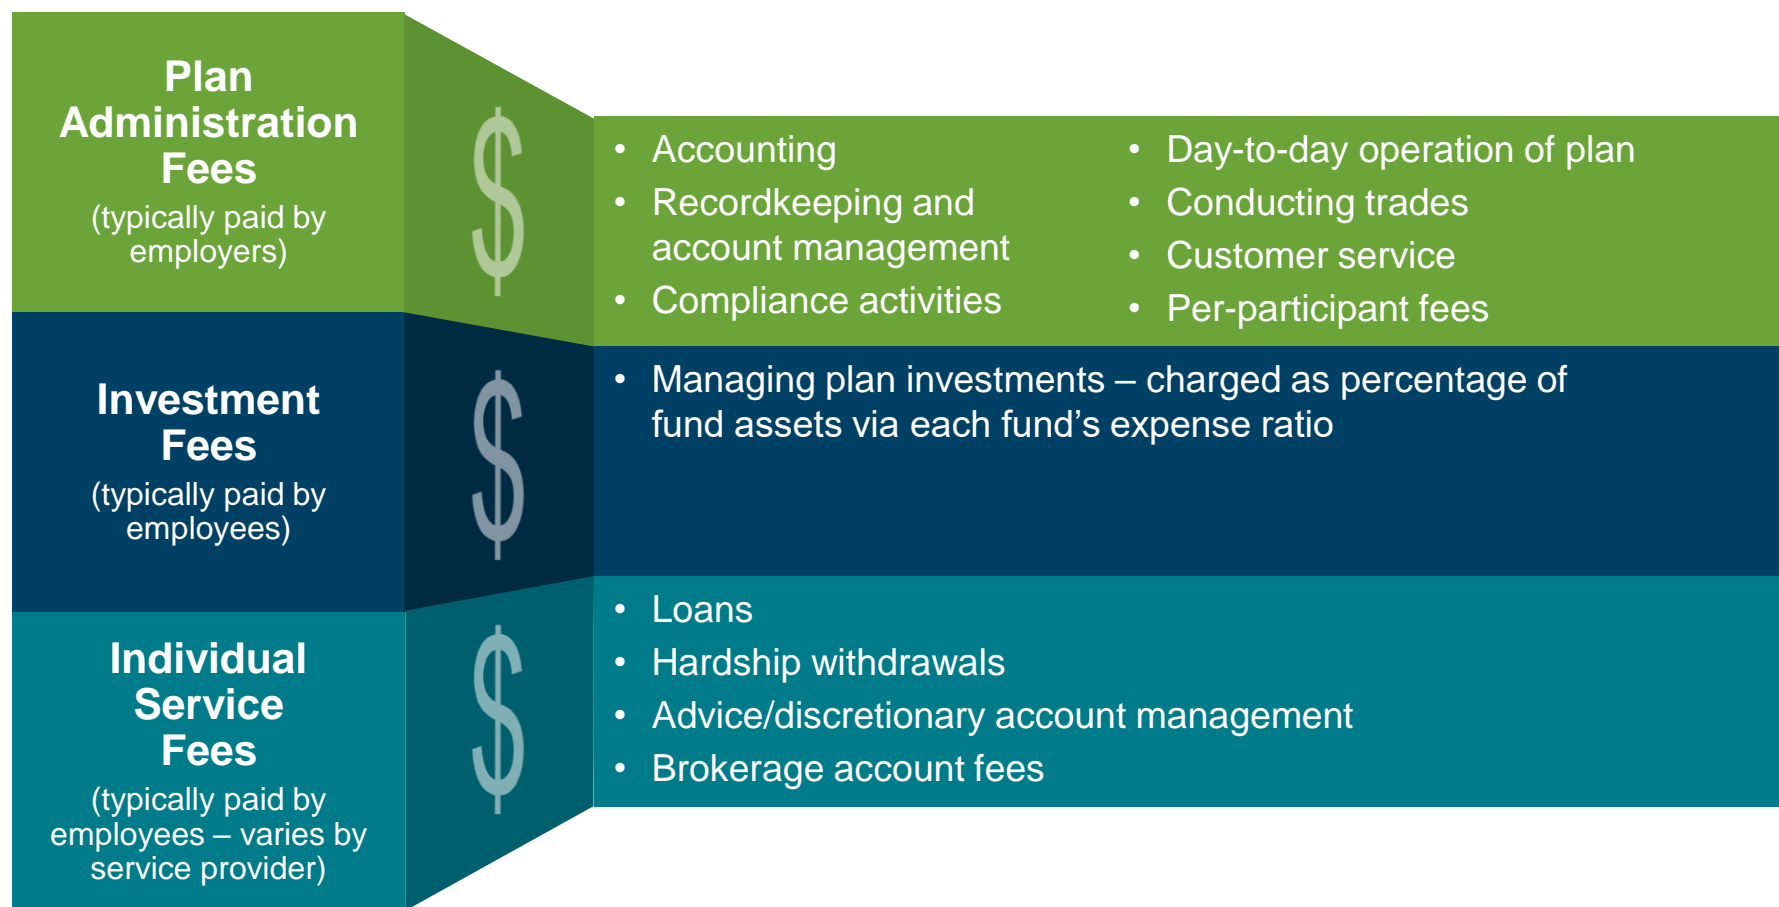 Plan
Administration
Fees
(typically paid by
employers)
$
• Accounting
• Recordkeeping and
account management
• Compliance activities
• Day-to-day operation of plan
• Conducting trades
• Customer service
• Per-participant fees
Investment
Fees
(typically paid by
employees)
$
• Managing plan investments – charged as percentage of
fund assets via each fund’s expense ratio
Individual
Service
Fees
(typically paid by
employees – varies by
service provider)
$
• Loans
• Hardship withdrawals
• Advice/discretionary account management
• Brokerage account fees